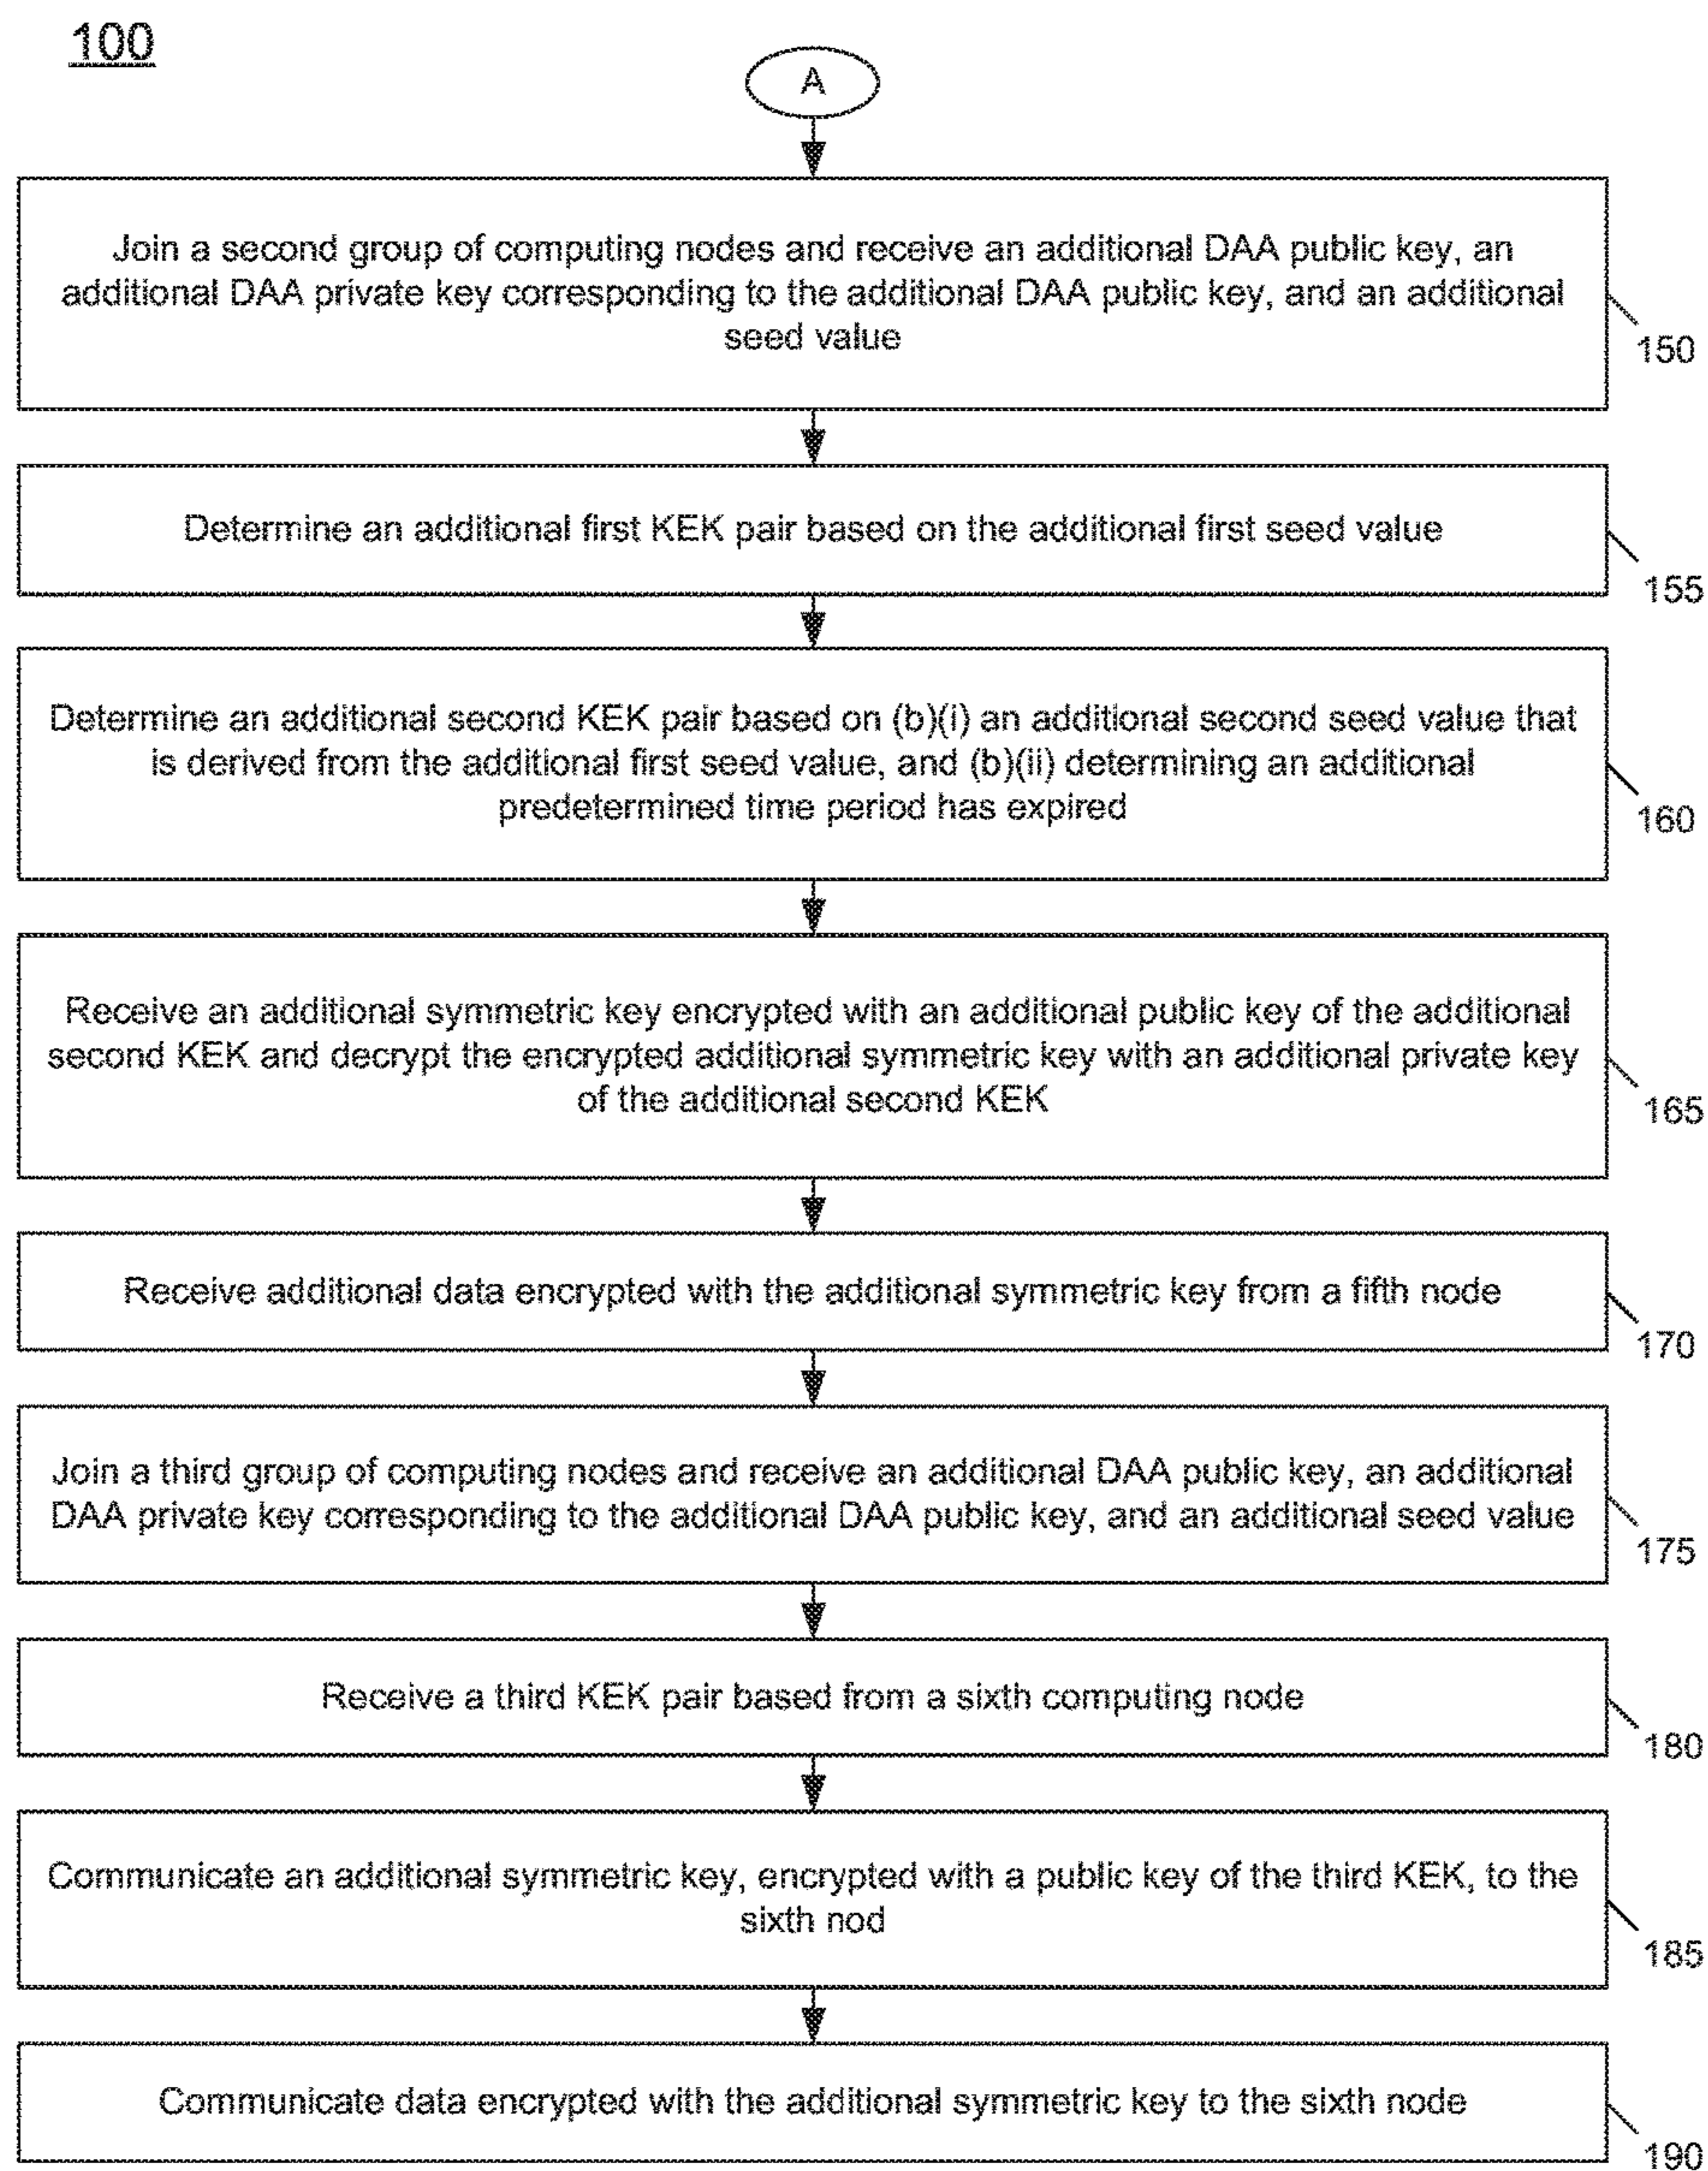 100
A
Join a second group of computing nodes and receive an additional DAA public key, an
additional DAA private key corresponding to the additional DAA public key, and an additional
seed value
150
Determine an additional first KEK pair based on the additional first seed value
155
Determine an additional second KEK pair based on (b)(i) an additional second seed value that
is derived from the additional first seed value, and (b)(ii) determining an additional
predetermined time period has expired
160
Receive an additional symmetric key encrypted with an additional public key of the additional
second KEK and decrypt the encrypted additional symmetric key with an additional private key
of the additional second KEK
165
Receive additional data encrypted with the additional symmetric key from a fifth node
170
Join a third group of computing nodes and receive an additional DAA public key, an additional
DAA private key corresponding to the additional DAA public key, and an additional seed value
175
Receive a third KEK pair based from a sixth computing node
180
Communicate an additional symmetric key, encrypted with a public key of the third KEK, to the
sixth nod
185
Communicate data encrypted with the additional symmetric key to the sixth node
190